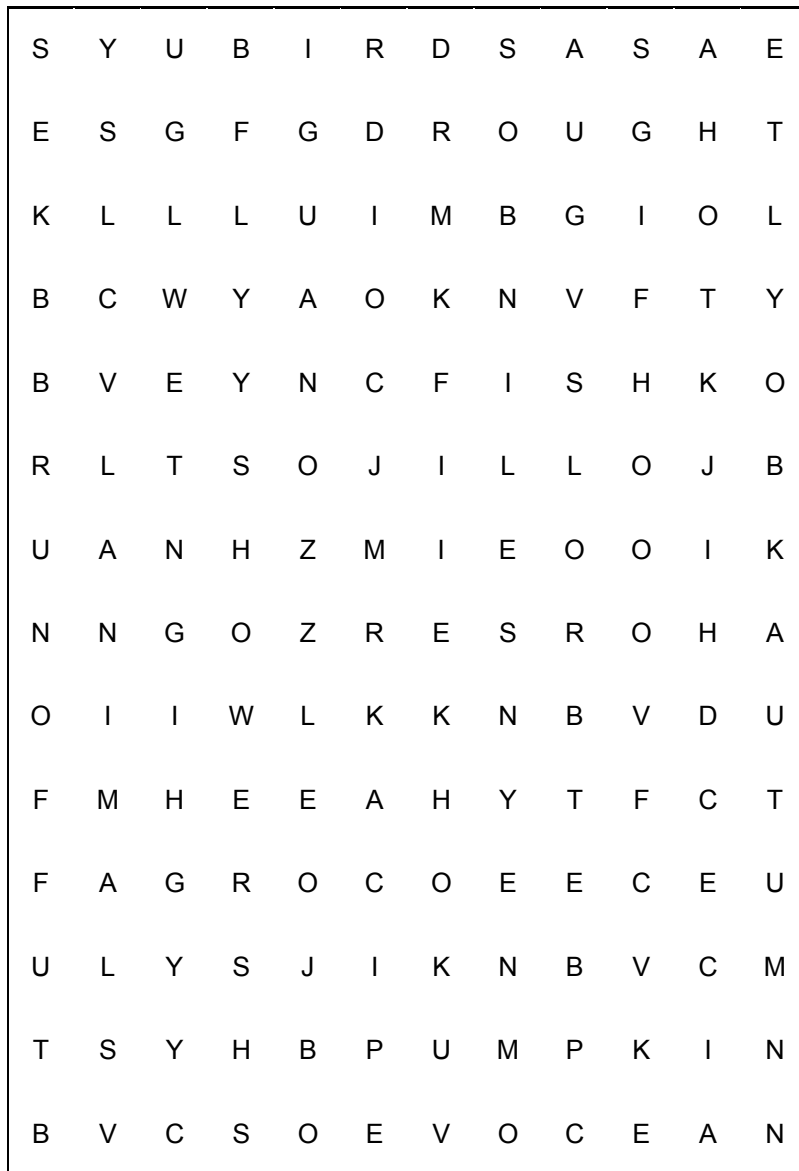 S Y U B I R D S A S A E
E S G F G D R O U G H T
K L L L U I M B G I O L
B C W Y A O K N V F T Y
B V E Y N C F I S H K O
R L T S O J I L L O J B
U A N H Z M I E O O I K
N N G O Z R E S R O H A
O I I W L K K N B V D U
F M H E E A H Y T F C T
F A G R O C O E E C E U
U L Y S J I K N B V C M
T S Y H B P U M P K I N
B V C S O E V O C E A N